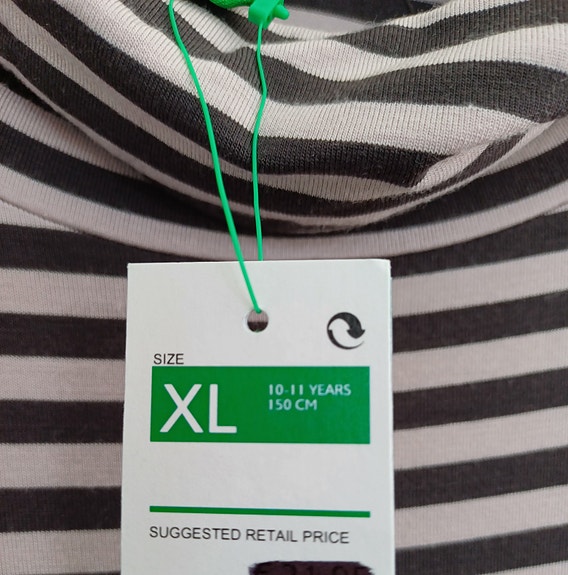 SIZE
XL
10-11 YEARS
150 CM
SUGGESTED RETAIL PRICE